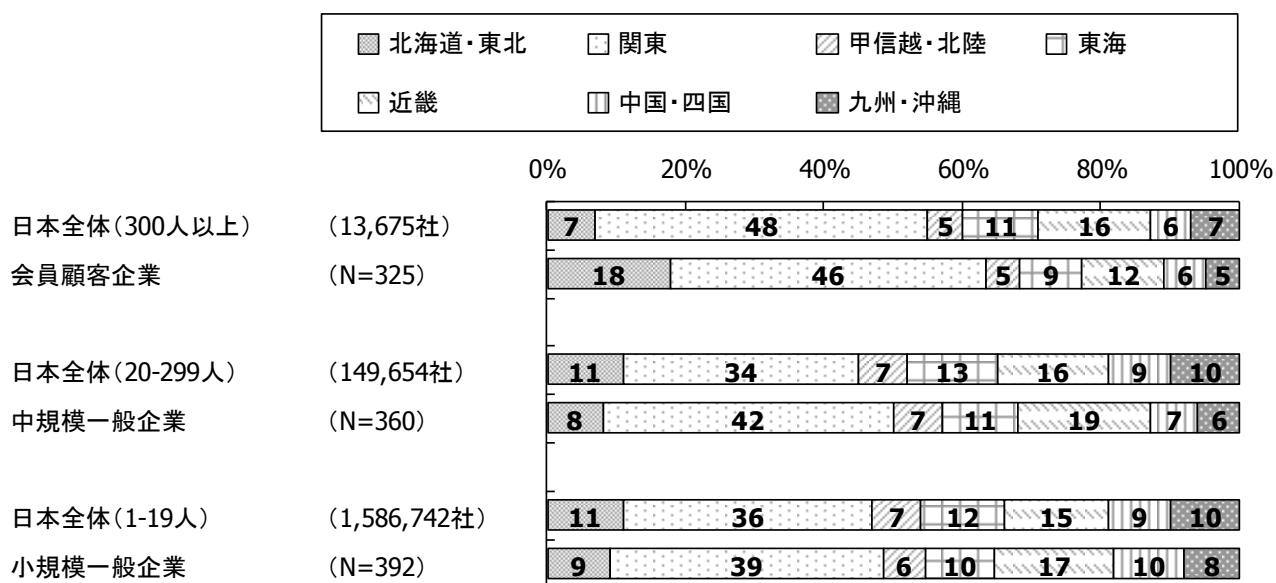 北海道・東北 関東 甲信越・北陸 東海
近畿 中国・四国 九州・沖縄
0% 20% 40% 60% 80% 100%
日本全体(300人以上) (13,675社) 7 48 5 11 16 6 7
会員顧客企業 (N=325) 18 46 5 9 12 6 5
日本全体(20-299人) (149,654社) 11 34 7 13 16 9 10
中規模一般企業 (N=360) 8 42 7 11 19 7 6
日本全体(1-19人) (1,586,742社) 11 36 7 12 15 9 10
小規模一般企業 (N=392) 9 39 6 10 17 10 8